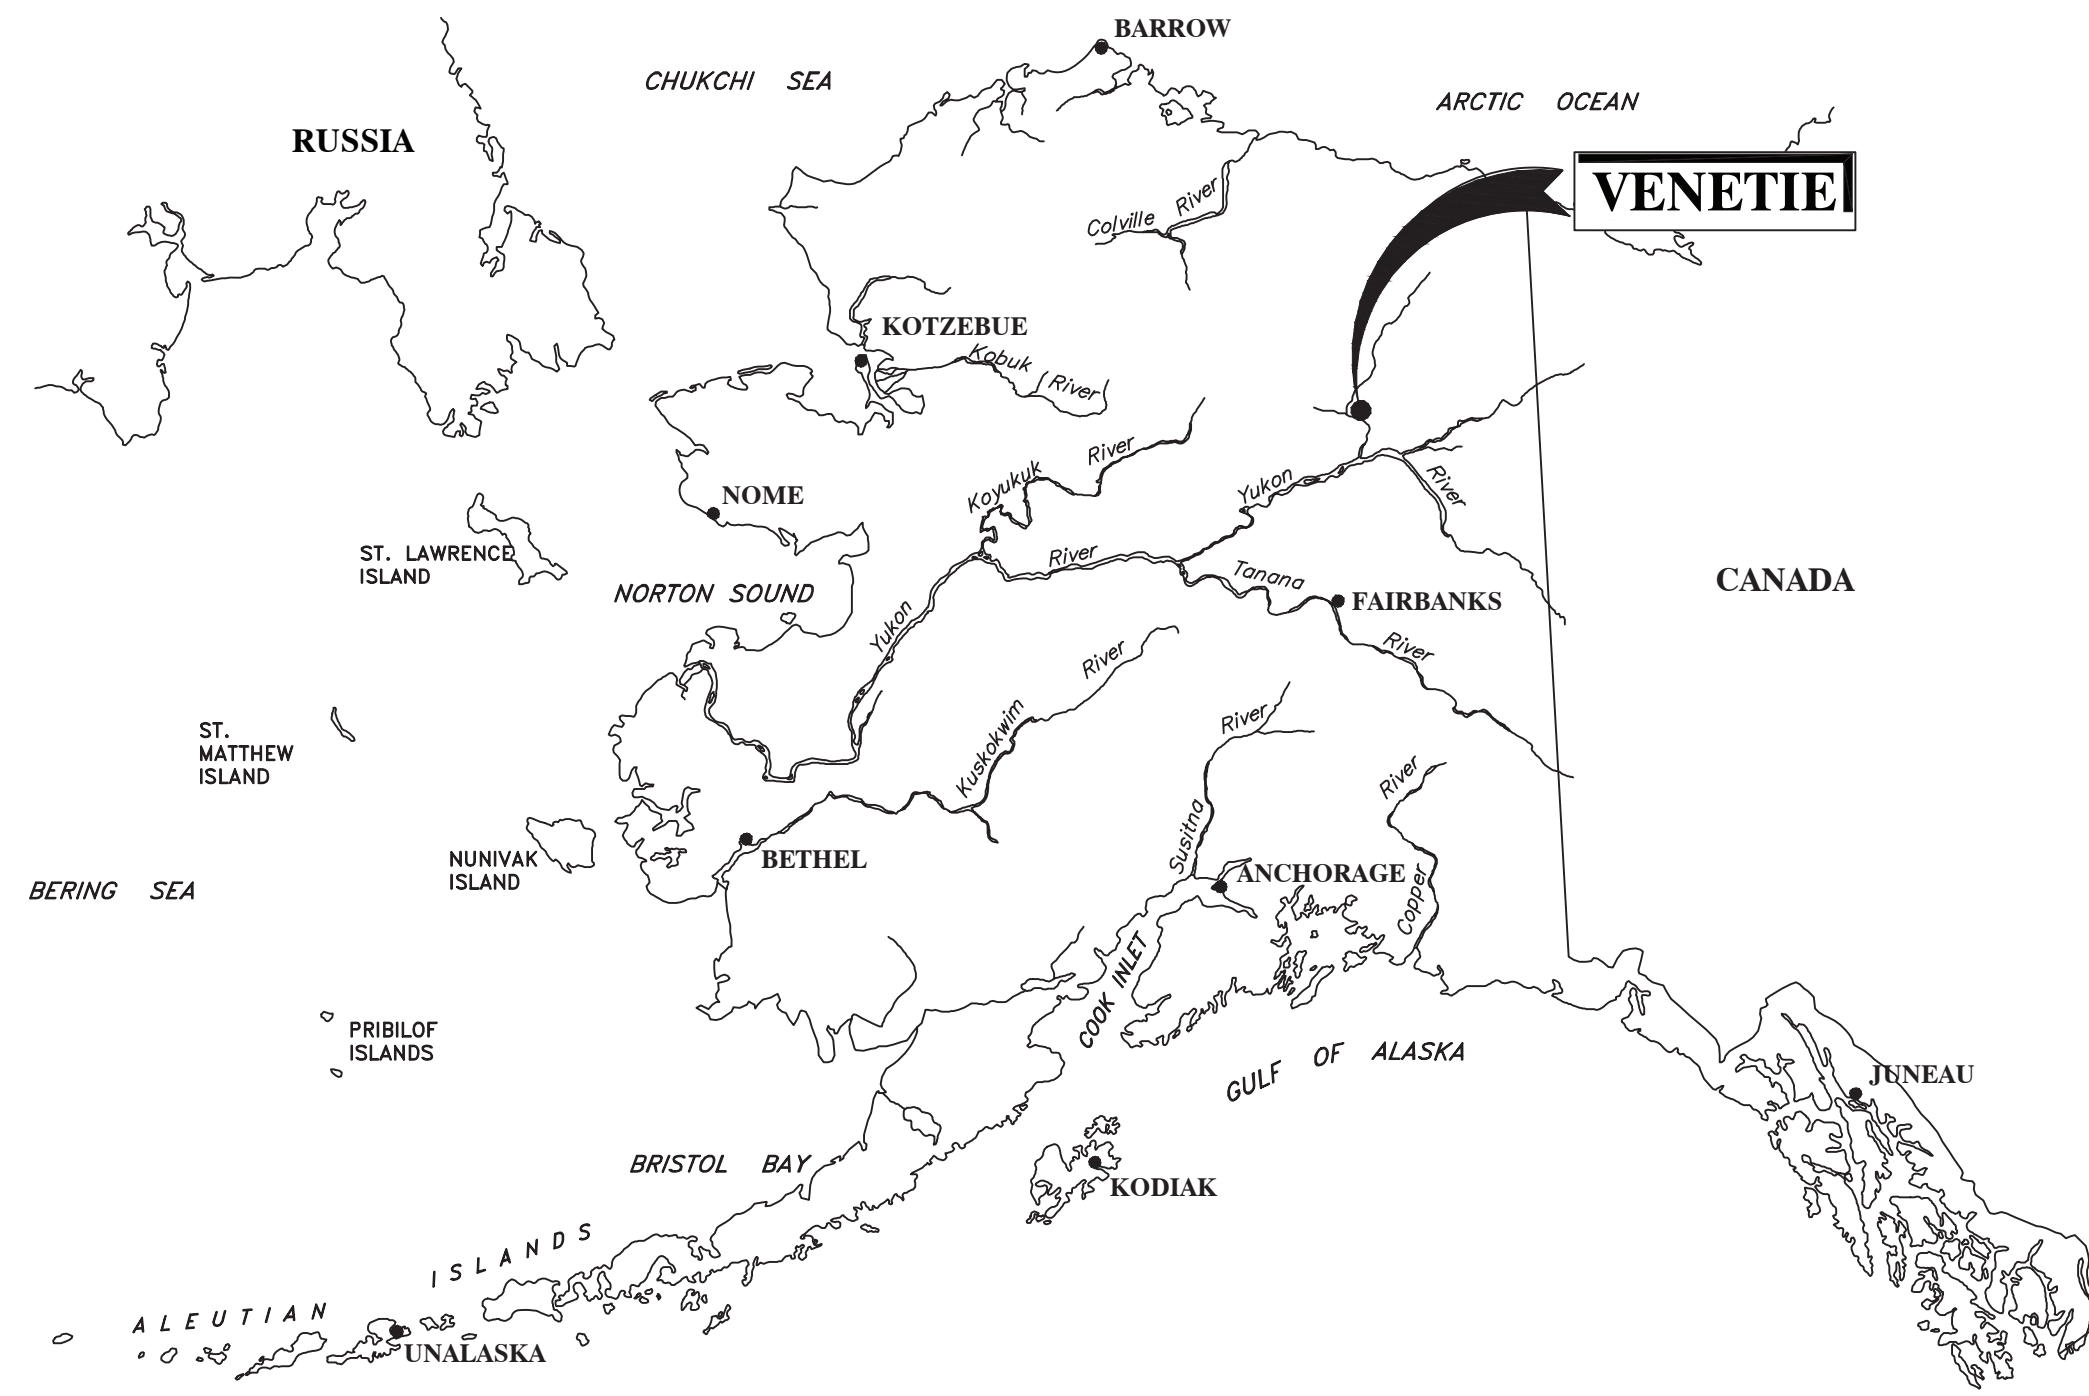 BARROW
CHUKCHI SEA
ARCTIC OCEAN
RUSSIA
VENETIE
River
Colville
KOTZEBUE
Kobuk
River
River
Koyukuk
Yukon
River
NOME
ST. LAWRENCE
ISLAND
River
NORTON SOUND
Tanana
CANADA
FAIRBANKS
Yukon
River
River
ST.
MATTHEW
ISLAND
River
Kuskokwim
River
Susitna
BETHEL
NUNIVAK
ISLAND
ANCHORAGE
BERING SEA
Copper
COOK INLET
PRIBILOF
ISLANDS
GULF OF ALASKA
JUNEAU
BRISTOL BAY
KODIAK
ALEUTIAN ISLANDS
UNALASKA